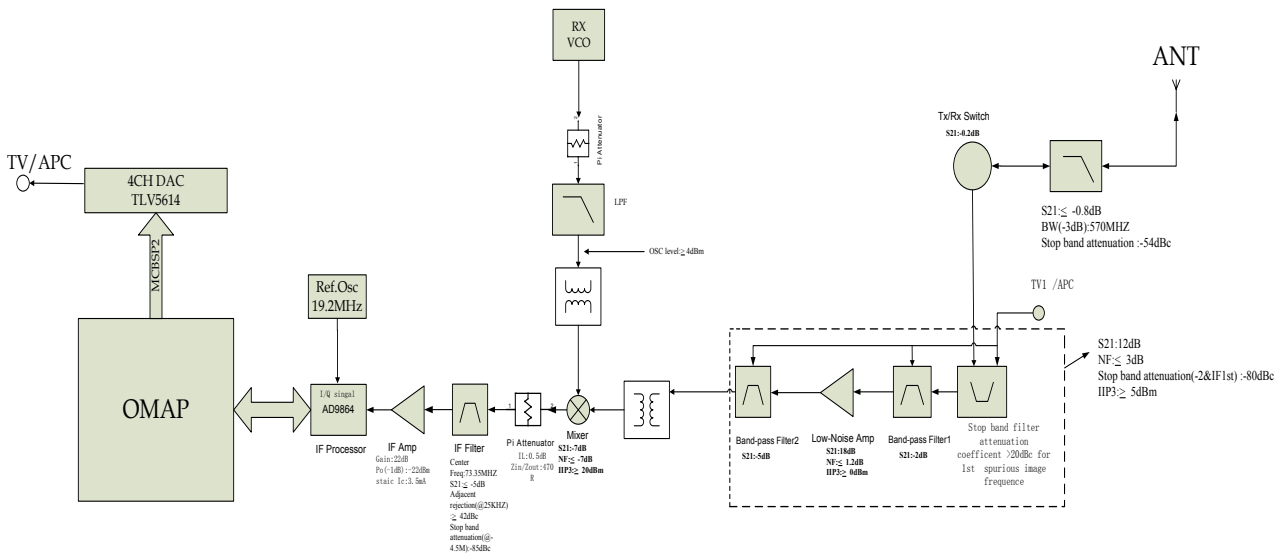 RX
VCO
ANT
Tx/Rx Switch
S21:-0.2dB
2
Pi Attenuator
1
TV/APC
4CH DAC
TLV5614
LPF
S21:≤ -0.8dB
BW(-3dB):570MHZ
Stop band attenuation :-54dBc
OSC level:≥ 4dBm
MCBSP2
Ref.Osc
19.2MHz
TV1 /APC
S21:12dB
NF:≤ 3dB
Stop band attenuation(-2&IF1st) :-80dBc
IIP3:≥ 5dBm
OMAP
I/Q singal
AD9864
IF Processor
IF Amp
Gain:22dB
Po(-1dB):-22dBm
staic Ic:3.5mA
IF Filter
Center
Freq:73.35MHZ
S21:≤ -5dB
Adjacent
rejection(@25KHZ)
:≥ 42dBc
Stop band
attenuation(@-
4.5M):-85dBc
1
2
Pi Attenuator
IL:0.5dB
Zin/Zout:470
R
Mixer
S21:-7dB
NF:≤ -7dB
IIP3:≥ 20dBm
Band-pass Filter2
S21:-5dB
Low-Noise Amp
S21:18dB
NF:≤ 1.2dB
IIP3:≥ 0dBm
Band-pass Filter1
S21:-2dB
Stop band filter
attenuation
coefficent >20dBc for
1st spurious image
frequence